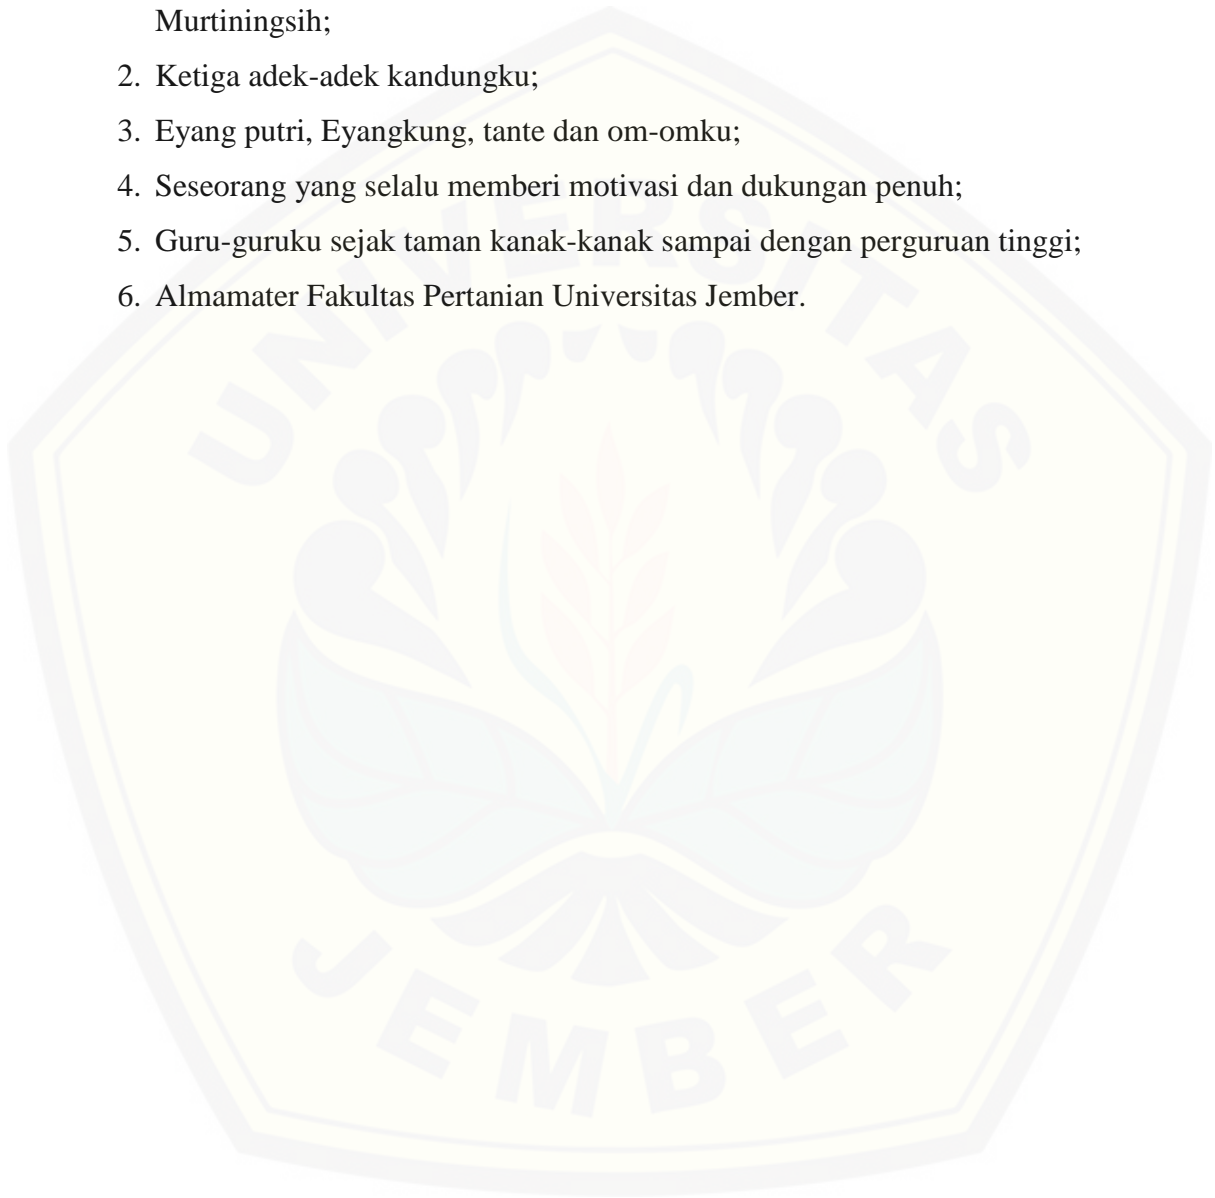 Murtiningsih;
2. Ketiga adek-adek kandungku;
3. Eyang putri, Eyangkung, tante dan om-omku;
4. Seseorang yang selalu memberi motivasi dan dukungan penuh;
5. Guru-guruku sejak taman kanak-kanak sampai dengan perguruan tinggi;
6. Almamater Fakultas Pertanian Universitas Jember.
UNIVERSITAS
JEMBER